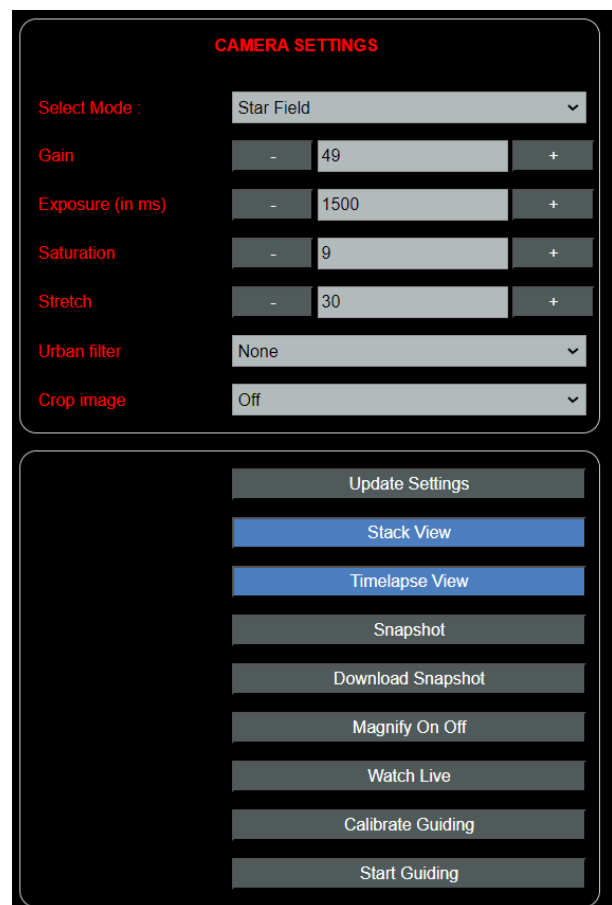 CAMERA SETTINGS
Select Mode : Star Field
Gain - 49 +
Exposure (in ms) - 1500 +
Saturation - 9 +
Stretch - 30 +
Urban filter None
Crop image Off
Update Settings
Stack View
Timelapse View
Snapshot
Download Snapshot
Magnify On Off
Watch Live
Calibrate Guiding
Start Guiding